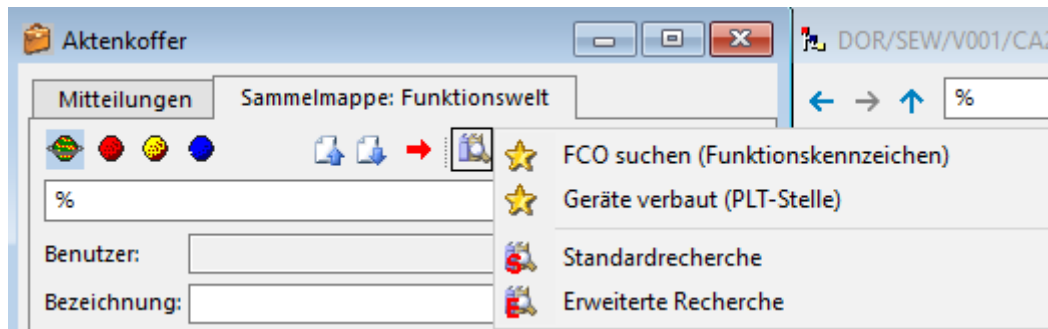 Aktenkoffer
DOR/SEW/V001/CA
Mitteilungen
Sammelmappe: Funktionswelt
%
FCO suchen (Funktionskennzeichen)
%
Geräte verbaut (PLT-Stelle)
Benutzer:
Standardrecherche
Bezeichnung:
Erweiterte Recherche